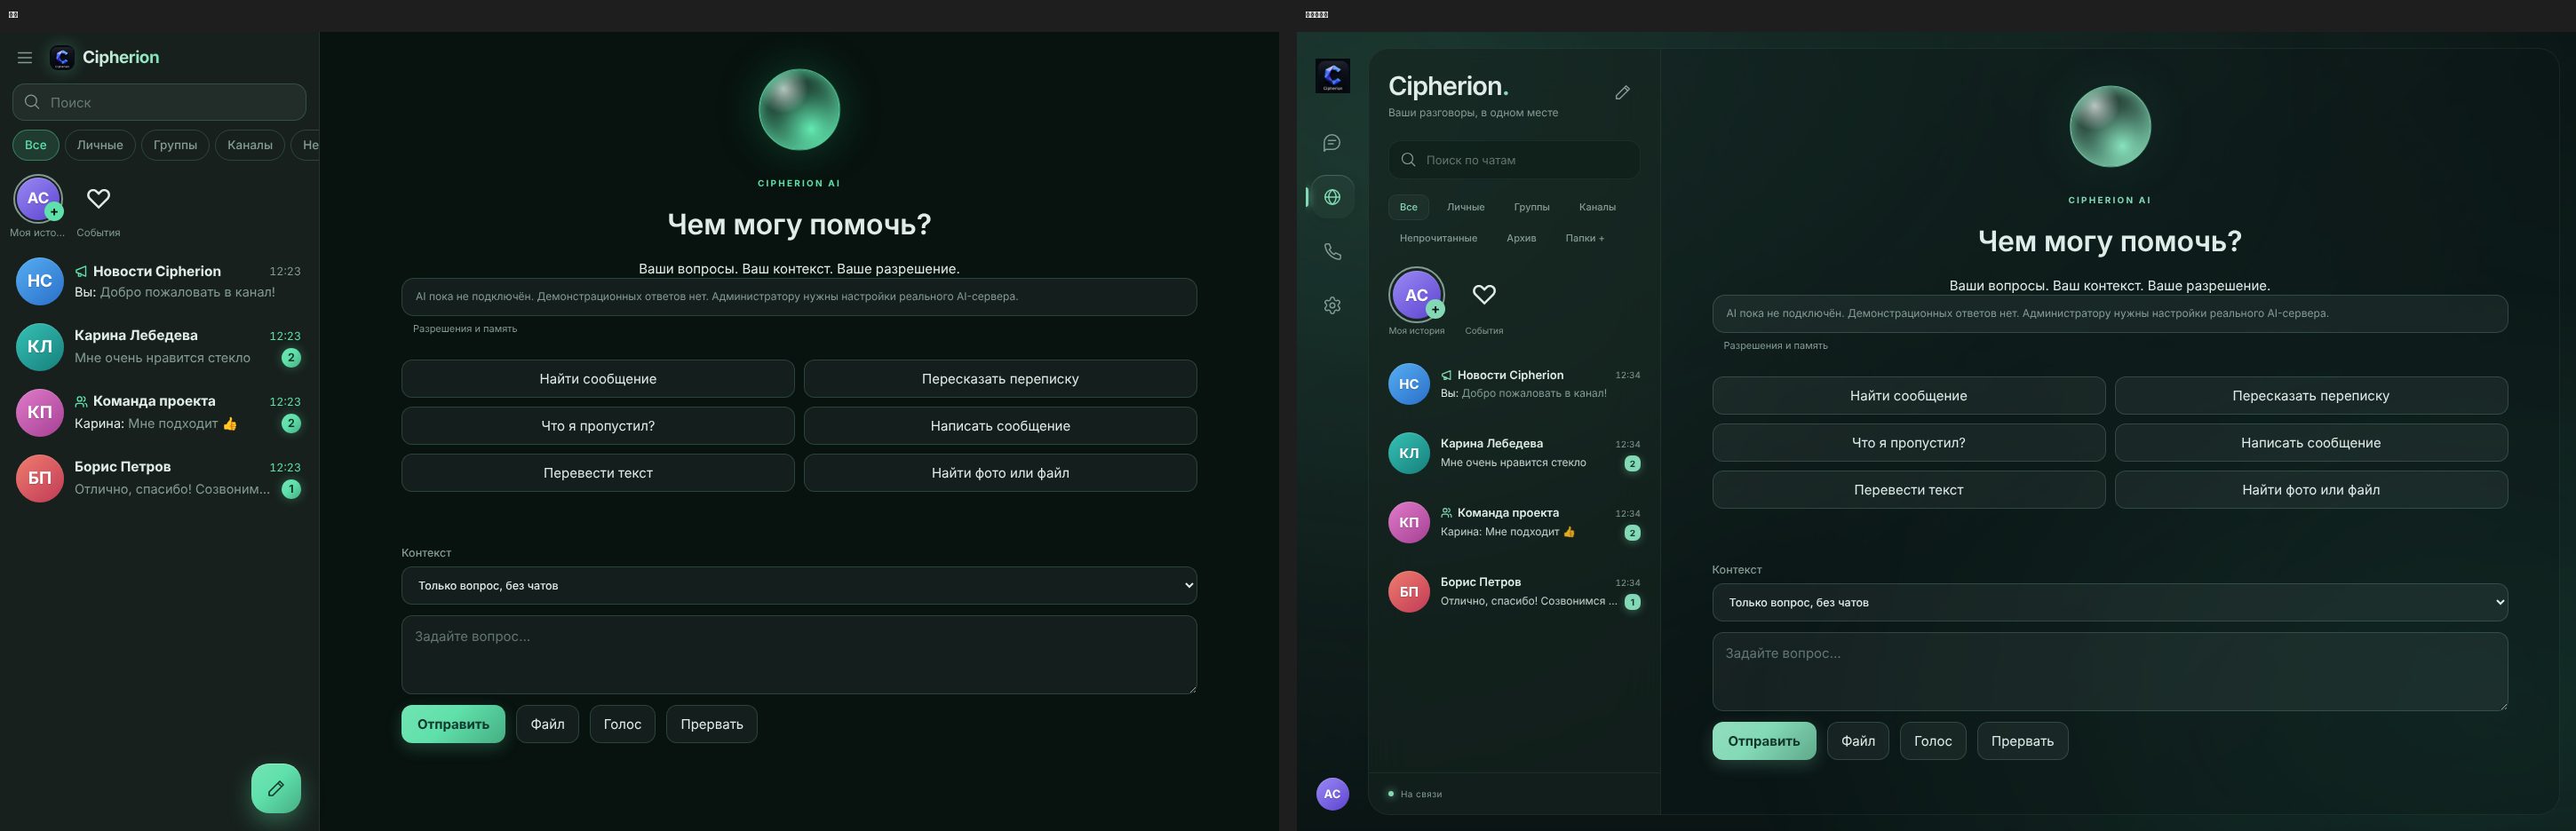 Cipherion
Поиск
Все Личные Группы Каналы Не
АС
+
Моя исто... События
НС Новости Cipherion 12:23
Вы: Добро пожаловать в канал!
КЛ Карина Лебедева 12:23
Мне очень нравится стекло 2
КП Команда проекта 12:23
Карина: Мне подходит 👍 2
БП Борис Петров 12:23
Отлично, спасибо! Созвоним... 1
CIPHERION AI
Чем могу помочь?
Ваши вопросы. Ваш контекст. Ваше разрешение.
AI пока не подключён. Демонстрационных ответов нет. Администратору нужны настройки реального AI-сервера.
Разрешения и память
Найти сообщение Пересказать переписку
Что я пропустил? Написать сообщение
Перевести текст Найти фото или файл
Контекст
Только вопрос, без чатов
Задайте вопрос...
Отправить Файл Голос Прервать
Cipherion
Cipherion.
Ваши разговоры, в одном месте
Поиск по чатам
Все Личные Группы Каналы
Непрочитанные Архив Папки +
АС
+
Моя история События
НС Новости Cipherion 12:34
Вы: Добро пожаловать в канал!
КЛ Карина Лебедева 12:34
Мне очень нравится стекло 2
КП Команда проекта 12:34
Карина: Мне подходит 👍 2
БП Борис Петров 12:34
Отлично, спасибо! Созвонимся ... 1
АС
На связи
CIPHERION AI
Чем могу помочь?
Ваши вопросы. Ваш контекст. Ваше разрешение.
AI пока не подключён. Демонстрационных ответов нет. Администратору нужны настройки реального AI-сервера.
Разрешения и память
Найти сообщение Пересказать переписку
Что я пропустил? Написать сообщение
Перевести текст Найти фото или файл
Контекст
Только вопрос, без чатов
Задайте вопрос...
Отправить Файл Голос Прервать